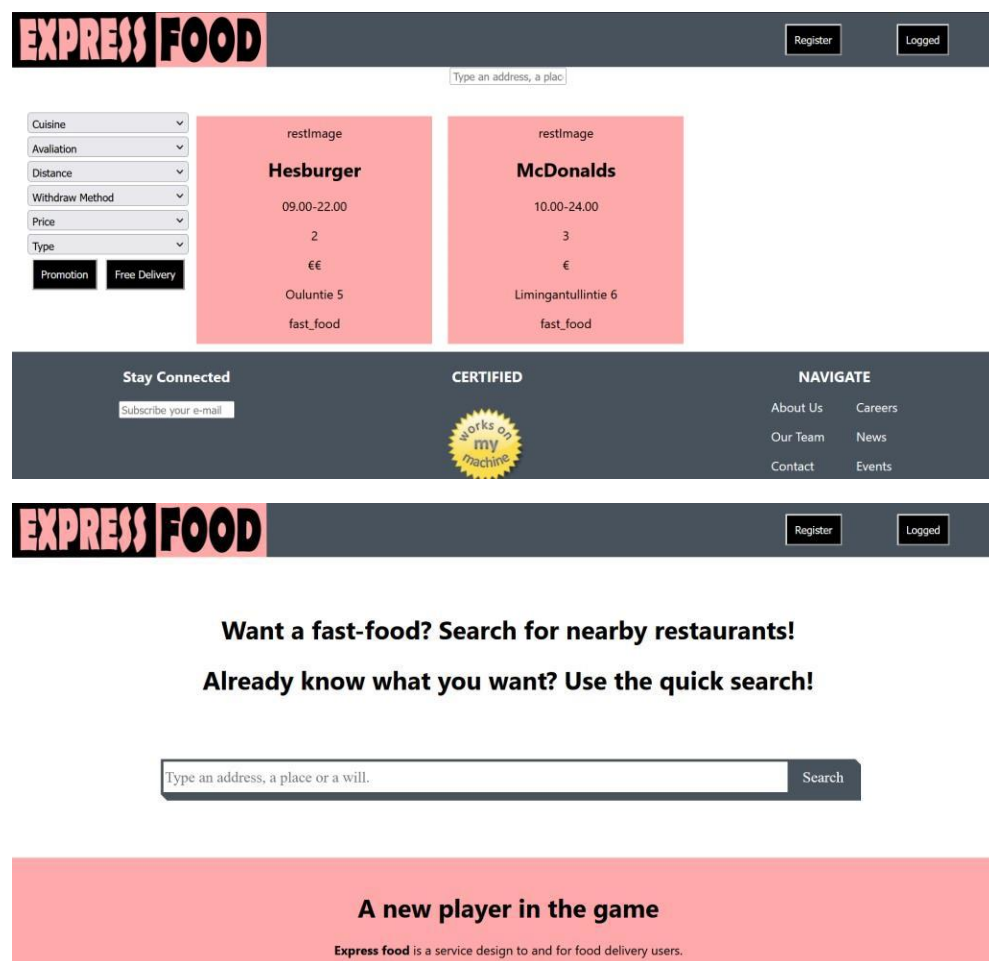 EXPRESS FOOD
Register
Logged
Type an address, a plac
Cuisine
Avaliation
Distance
Withdraw Method
Price
Type
Promotion
Free Delivery
restImage
Hesburger
09.00-22.00
2
€€
Ouluntie 5
fast_food
restImage
McDonalds
10.00-24.00
3
€
Limingantullintie 6
fast_food
Stay Connected
Subscribe your e-mail
CERTIFIED
works on
my
machine
NAVIGATE
About Us
Careers
Our Team
News
Contact
Events
EXPRESS FOOD
Register
Logged
Want a fast-food? Search for nearby restaurants!
Already know what you want? Use the quick search!
Type an address, a place or a will.
Search
A new player in the game
Express food is a service design to and for food delivery users.